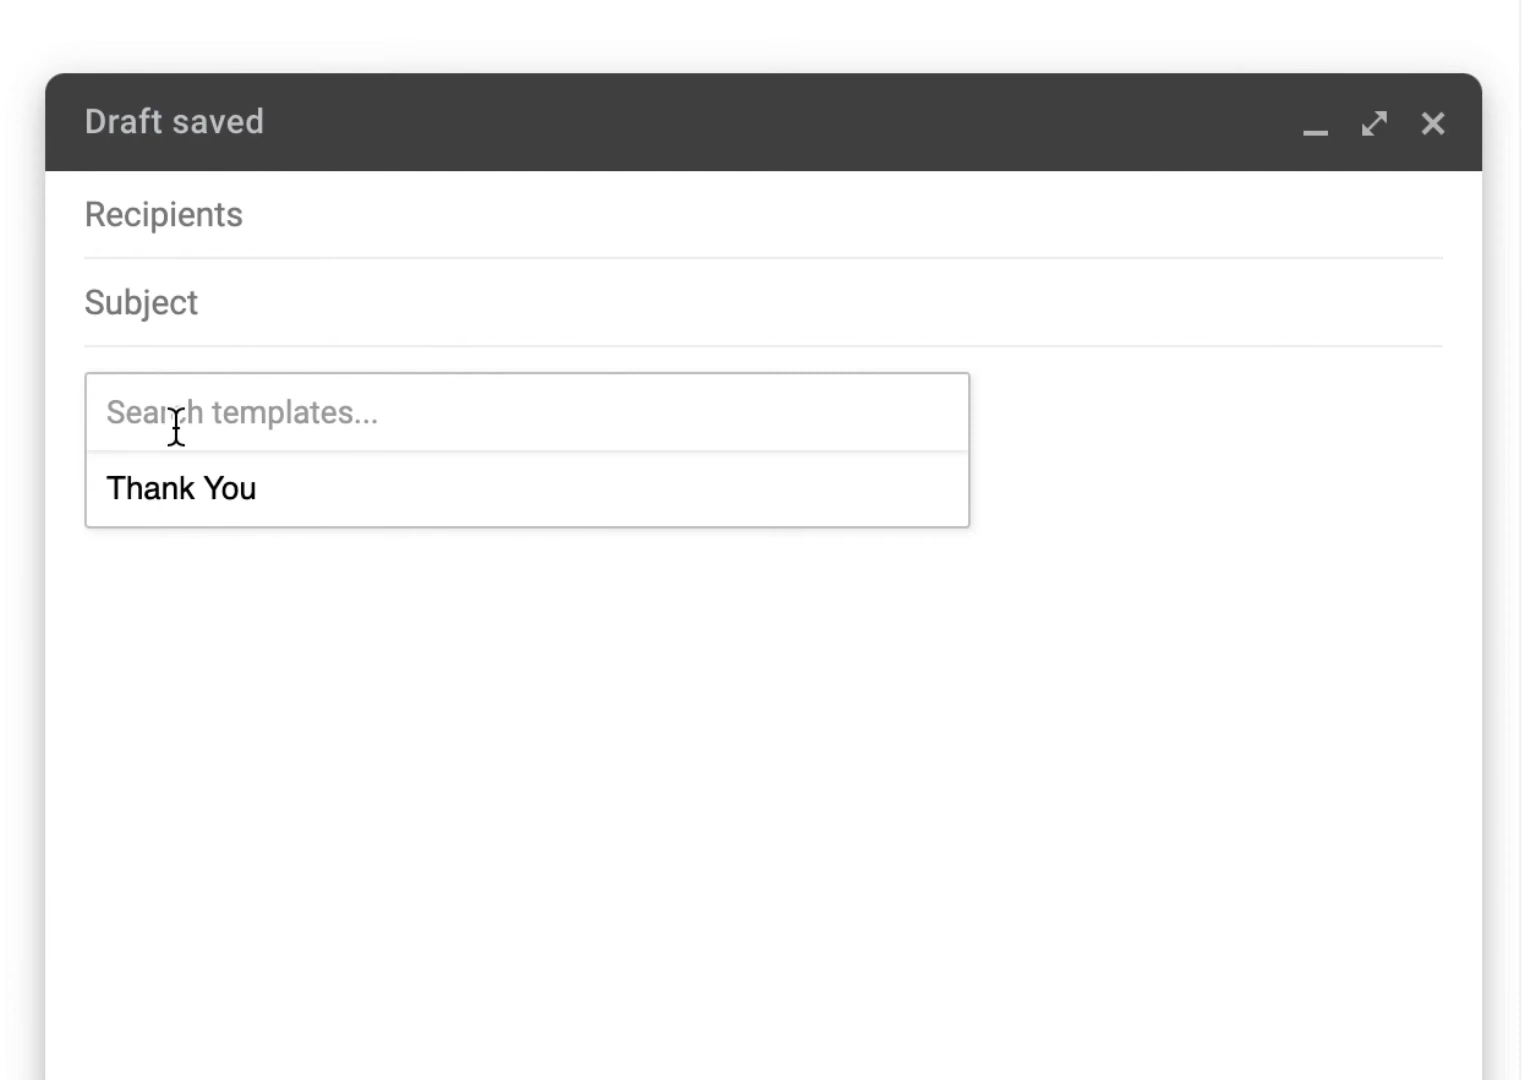 Draft saved
Recipients
Subject
Search templates...
Thank You